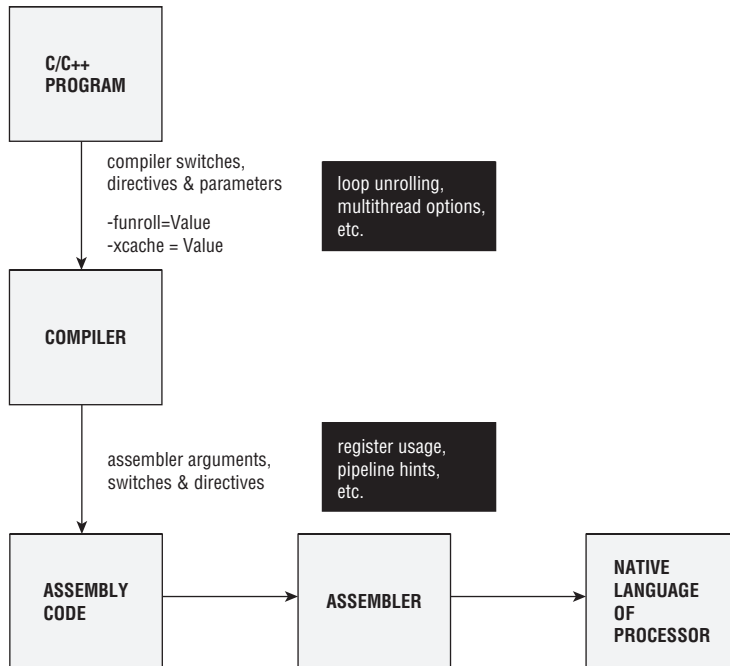 C/C++
PROGRAM
compiler switches,
directives & parameters
-funroll=Value
-xcache = Value
loop unrolling,
multithread options,
etc.
COMPILER
assembler arguments,
switches & directives
register usage,
pipeline hints,
etc.
ASSEMBLY
CODE
ASSEMBLER
NATIVE
LANGUAGE
OF
PROCESSOR